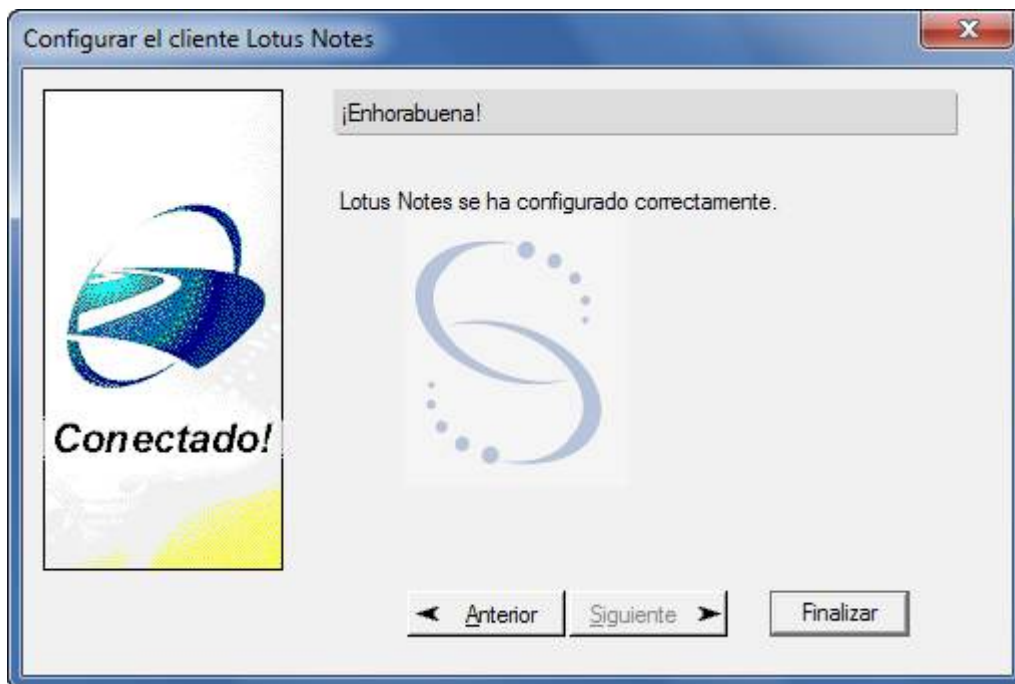 Configurar el cliente Lotus Notes
¡Enhorabuena!
Lotus Notes se ha configurado correctamente.
Conectado!
Anterior
Siguiente
Finalizar